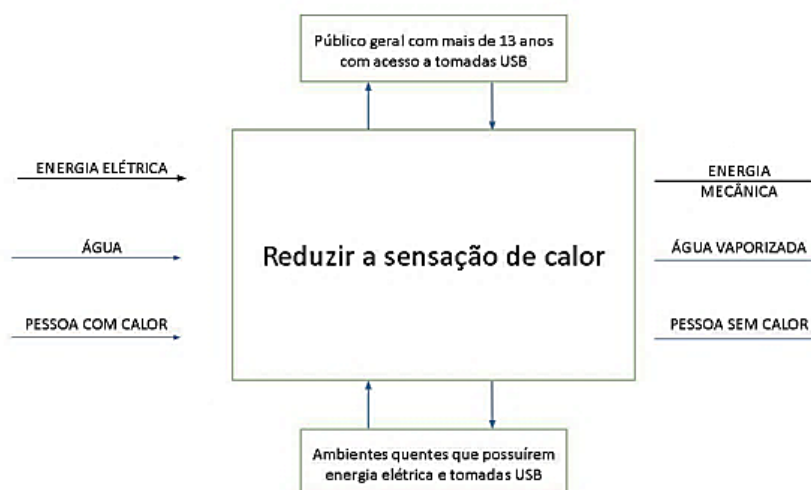 Público geral com mais de 13 anos
com acesso a tomadas USB
ENERGIA ELÉTRICA
ÁGUA
PESSOA COM CALOR
Reduzir a sensação de calor
ENERGIA
MECÂNICA
ÁGUA VAPORIZADA
PESSOA SEM CALOR
Ambientes quentes que possuírem
energia elétrica e tomadas USB